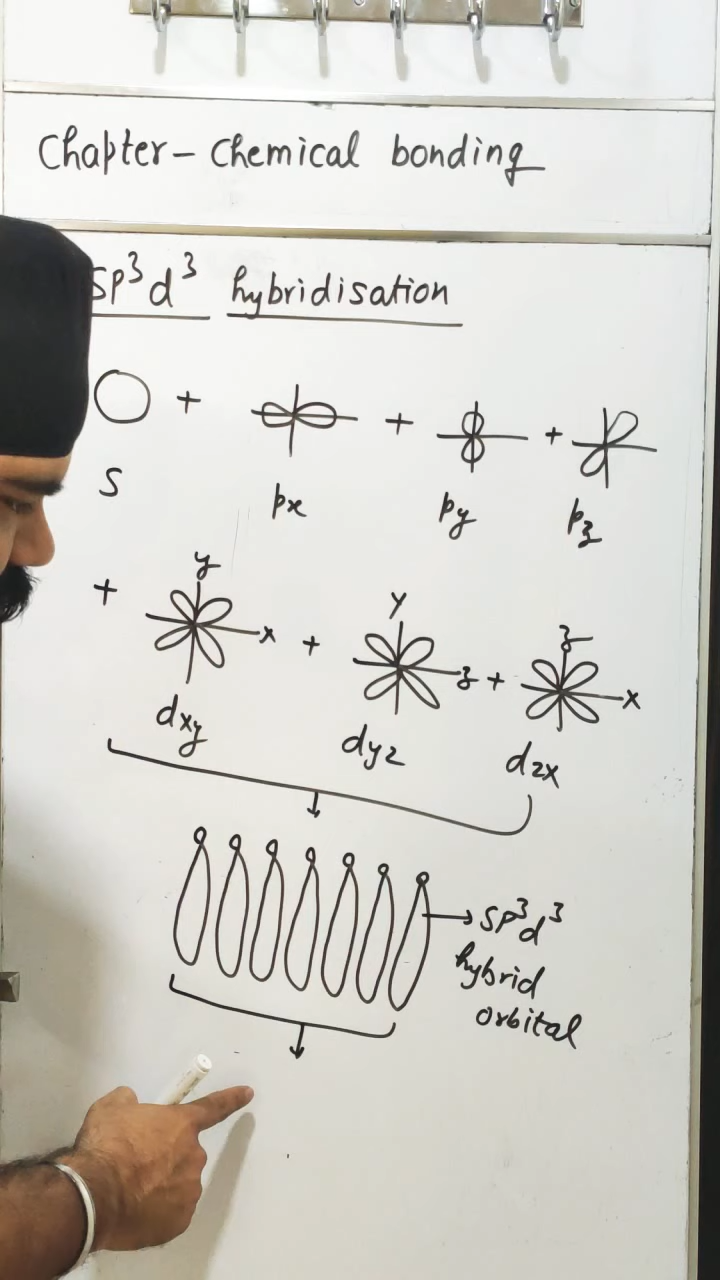 Chapter – Chemical bonding
sp³d³ hybridisation
+ + +
s px py pz
+ y x + y z + z x
dxy dyz dzx
→ sp³d³
hybrid
orbital